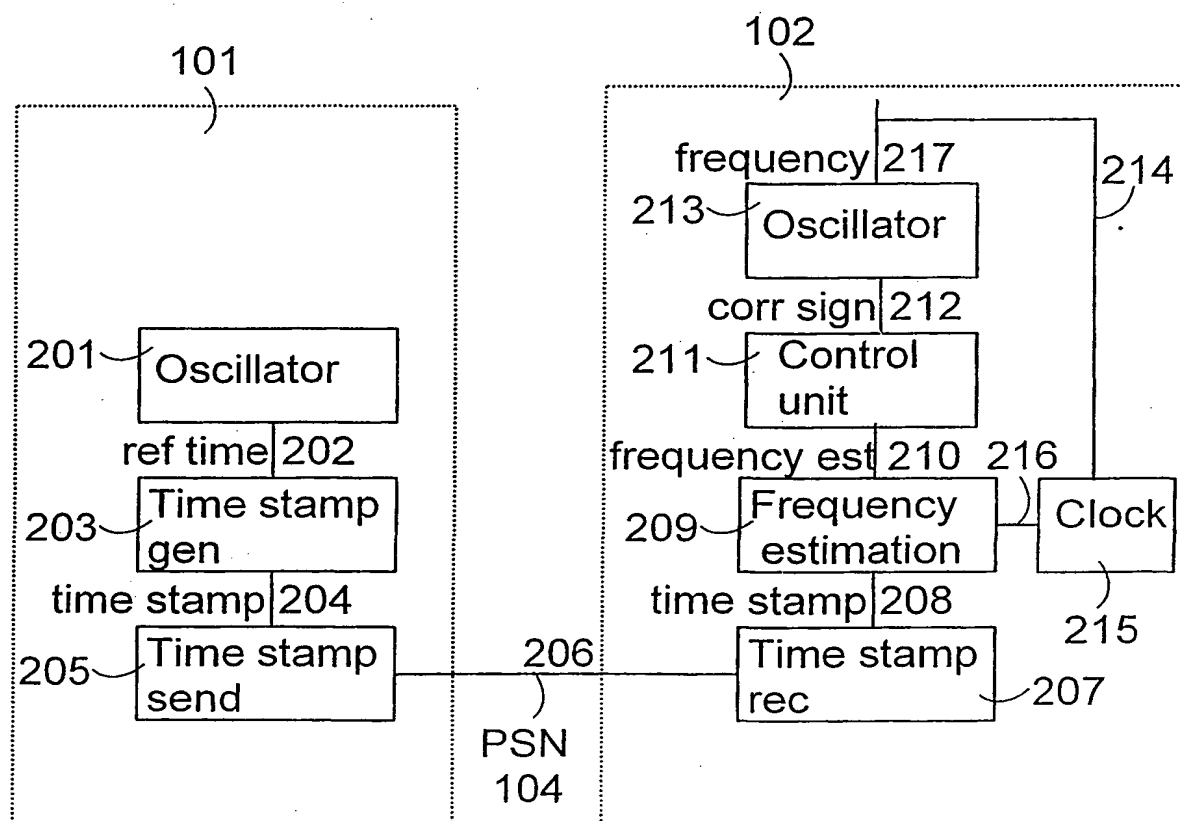 101
102
frequency 217
214
213
Oscillator
corr sign 212
201
Oscillator
211
Control
unit
ref time 202
frequency est 210
216
203
Time stamp
gen
209
Frequency
estimation
Clock
time stamp 204
time stamp 208
215
205
Time stamp
send
206
Time stamp
rec
207
PSN
104